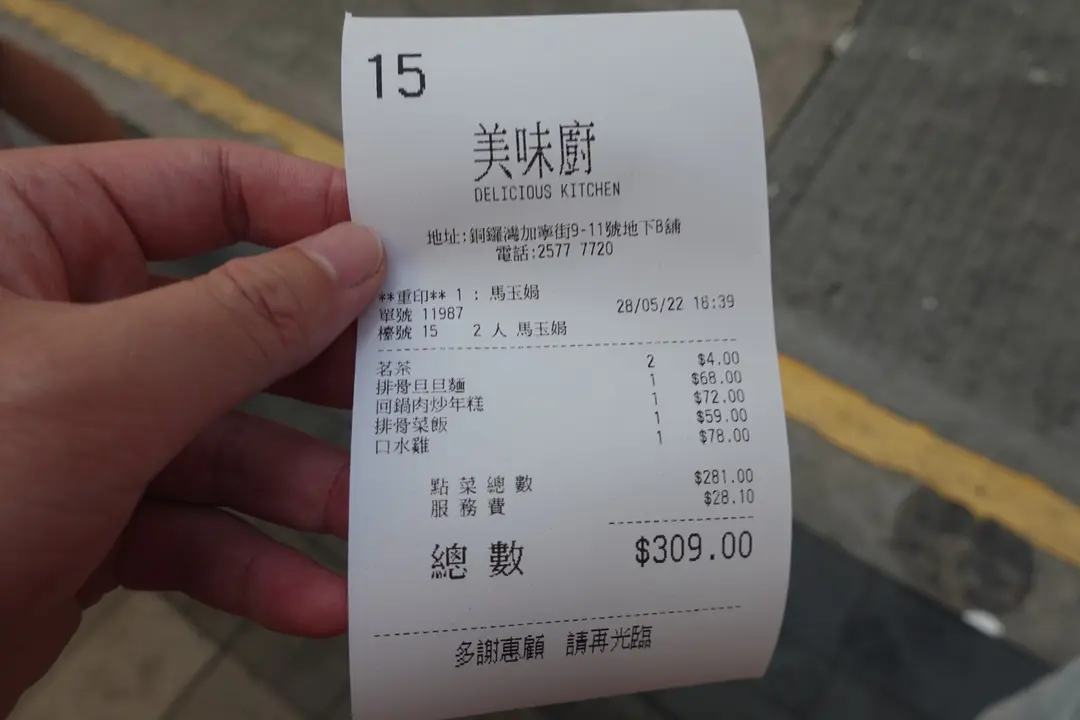 15
美味廚
DELICIOUS KITCHEN
地址:銅鑼灣加寧街9-11號地下B舖
電話:2577 7720
**重印** 1 : 馬玉娟
單號 11987 28/05/22 18:39
檯號 15 2 人 馬玉娟
茗茶 2 $4.00
排骨旦旦麵 1 $68.00
回鍋肉炒年糕 1 $72.00
排骨菜飯 1 $59.00
口水雞 1 $78.00
點菜總數 $281.00
服務費 $28.10
總數 $309.00
多謝惠顧 請再光臨